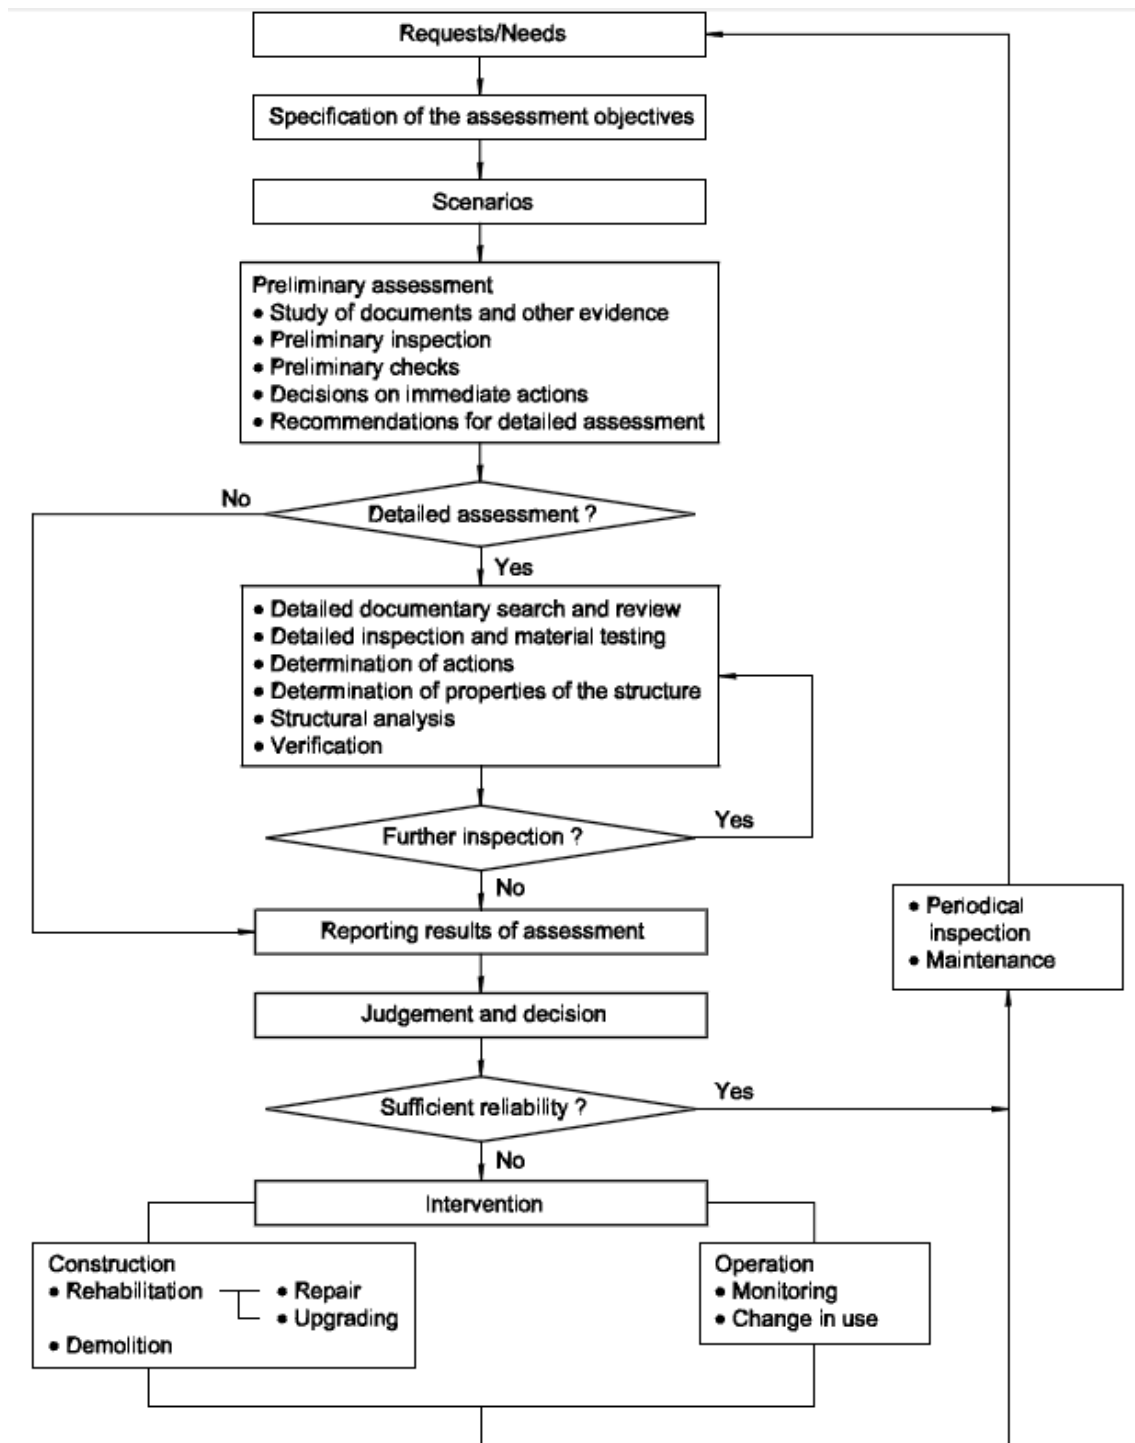 Requests/Needs
Specification of the assessment objectives
Scenarios
Preliminary assessment
• Study of documents and other evidence
• Preliminary inspection
• Preliminary checks
• Decisions on immediate actions
• Recommendations for detailed assessment
No
Detailed assessment ?
Yes
• Detailed documentary search and review
• Detailed inspection and material testing
• Determination of actions
• Determination of properties of the structure
• Structural analysis
• Verification
Further inspection ?
Yes
No
Reporting results of assessment
• Periodical
inspection
• Maintenance
Judgement and decision
Sufficient reliability ?
Yes
No
Intervention
Construction
• Rehabilitation
• Repair
• Upgrading
• Demolition
Operation
• Monitoring
• Change in use